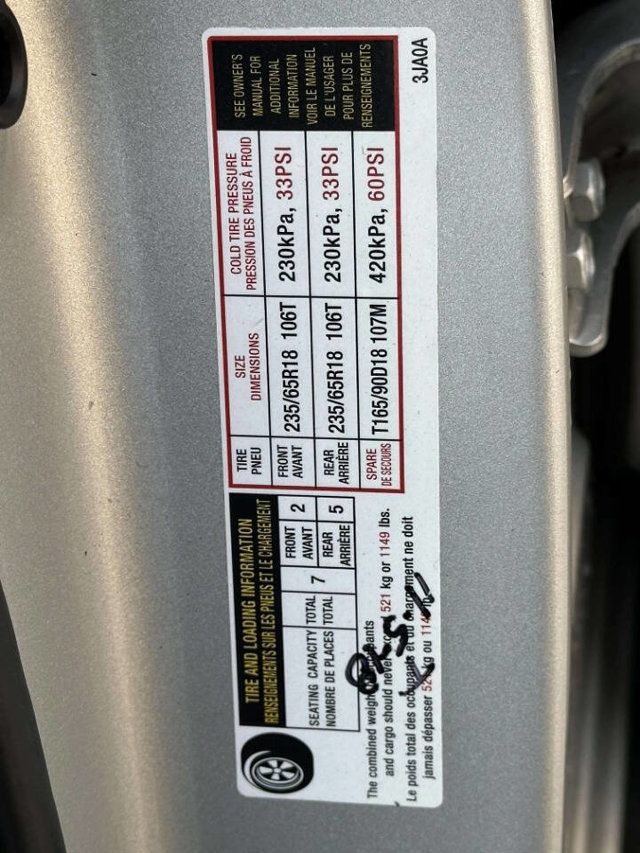 TIRE AND LOADING INFORMATION
RENSEIGNEMENTS SUR LES PNEUS ET LE CHARGEMENT
SEATING CAPACITY TOTAL 7 FRONT 2 REAR 5
NOMBRE DE PLACES TOTAL AVANT ARRIÈRE
The combined weight occupants
and cargo should never 521 kg or 1149 lbs.
Le poids total des occupants et du chargement ne doit
jamais dépasser kg ou
TIRE SIZE COLD TIRE PRESSURE
PNEU DIMENSIONS PRESSION DES PNEUS À FROID
FRONT 235/65R18 106T 230kPa, 33PSI
AVANT
REAR 235/65R18 106T 230kPa, 33PSI
ARRIÈRE
SPARE T165/90D18 107M 420kPa, 60PSI
DE SECOURS
SEE OWNER'S
MANUAL FOR
ADDITIONAL
INFORMATION
VOIR LE MANUEL
DE L'USAGER
POUR PLUS DE
RENSEIGNEMENTS
3JA0A